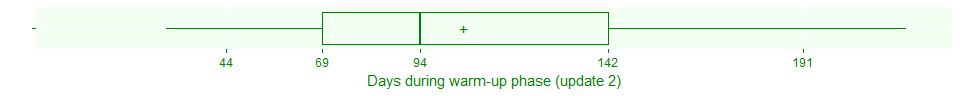 44 69 94 142 191
Days during warm-up phase (update 2)